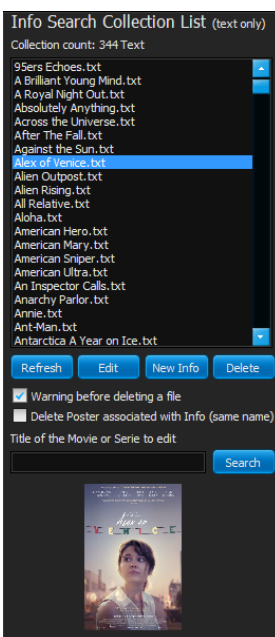 Info Search Collection List (text only)
Collection count: 344 Text
95ers Echoes.txt
A Brilliant Young Mind.txt
A Royal Night Out.txt
Absolutely Anything.txt
Across the Universe.txt
After The Fall.txt
Against the Sun.txt
Alex of Venice.txt
Alien Outpost.txt
Alien Rising.txt
All Relative.txt
Aloha.txt
American Hero.txt
American Mary.txt
American Sniper.txt
American Ultra.txt
An Inspector Calls.txt
Anarchy Parlor.txt
Annie.txt
Ant-Man.txt
Antarctica A Year on Ice.txt
Refresh Edit New Info Delete
Warning before deleting a file
Delete Poster associated with Info (same name)
Title of the Movie or Serie to edit
Search
Alex of
VENICE